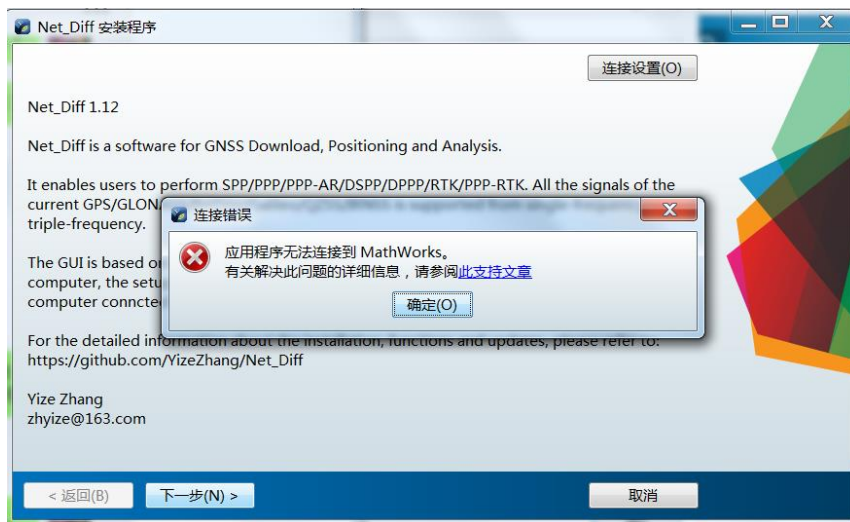 Net_Diff 安装程序
连接设置(O)
Net_Diff 1.12
Net_Diff is a software for GNSS Download, Positioning and Analysis.
It enables users to perform SPP/PPP/PPP-AR/DSPP/DPPP/RTK/PPP-RTK. All the signals of the
current GPS/GLON
triple-frequency.
连接错误
应用程序无法连接到 MathWorks。
有关解决此问题的详细信息，请参阅此支持文章
确定(O)
The GUI is based o
computer, the setu
computer conncte
For the detailed information about the installation, functions and updates, please refer to:
https://github.com/YizeZhang/Net_Diff
Yize Zhang
zhyize@163.com
< 返回(B)
下一步(N) >
取消